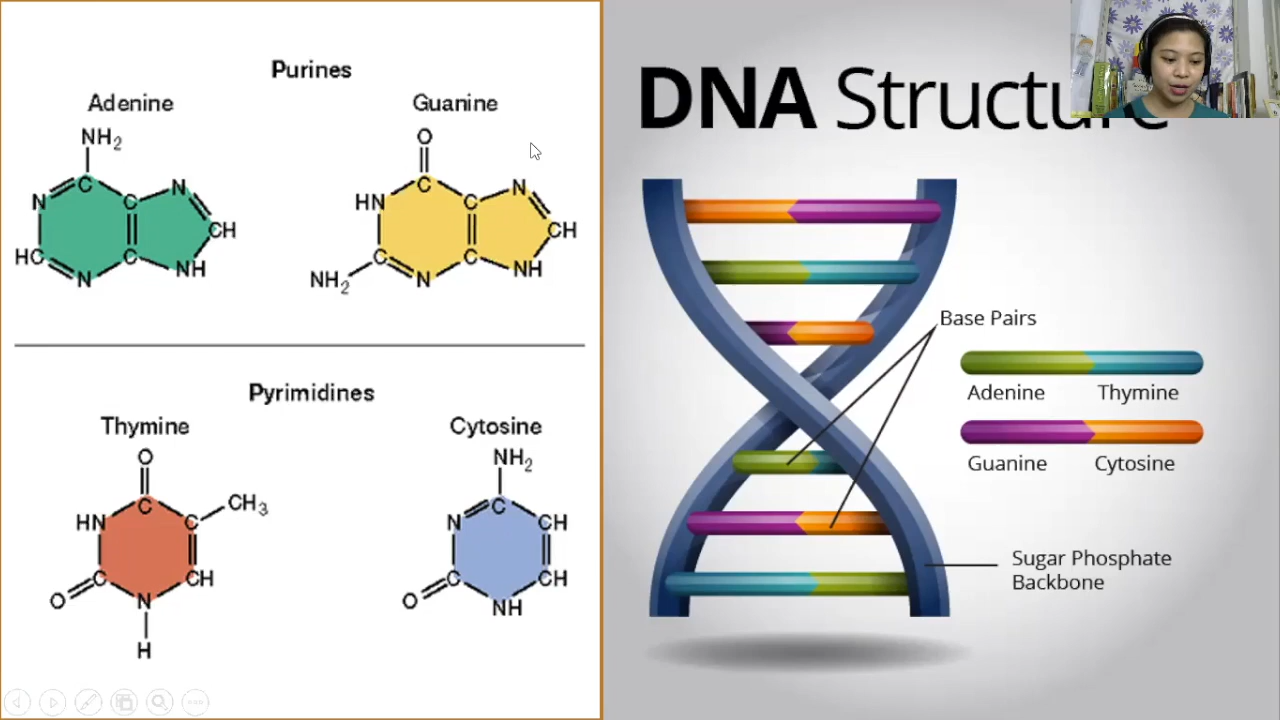 Purines
Adenine
NH2
N
C
C
N
CH
HC
N
C
NH
Guanine
O
HN
C
C
N
CH
NH2
C
N
C
NH
Pyrimidines
Thymine
O
HN
C
C
CH3
O
C
N
CH
H
Cytosine
NH2
N
C
CH
O
C
CH
NH
DNA Structure
Base Pairs
Adenine
Thymine
Guanine
Cytosine
Sugar Phosphate
Backbone